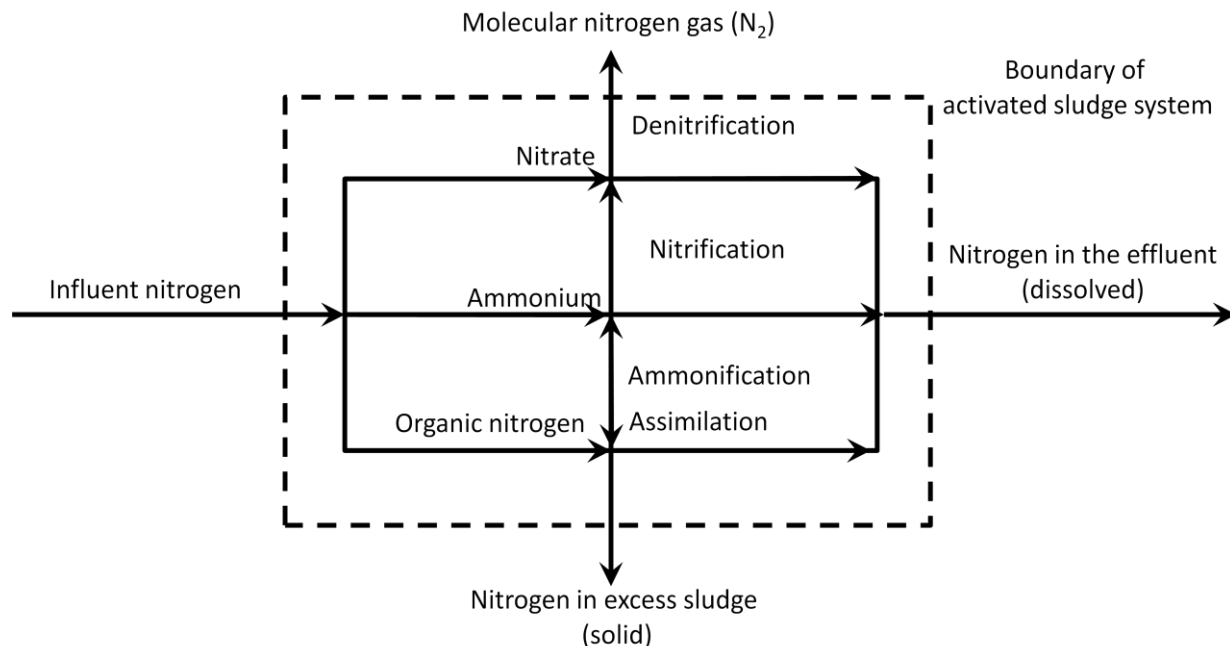 Molecular nitrogen gas (N₂)
Boundary of
activated sludge system
Denitrification
Nitrate
Nitrification
Nitrogen in the effluent
(dissolved)
Influent nitrogen
Ammonium
Ammonification
Organic nitrogen
Assimilation
Nitrogen in excess sludge
(solid)